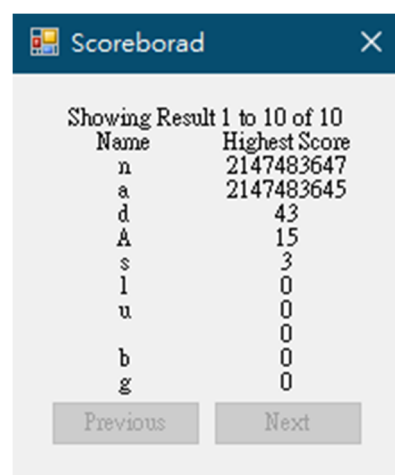 Scoreborad
Showing Result 1 to 10 of 10
Name Highest Score
n 2147483647
a 2147483645
d 43
A 15
s 3
l 0
u 0
0
b 0
g 0
Previous Next